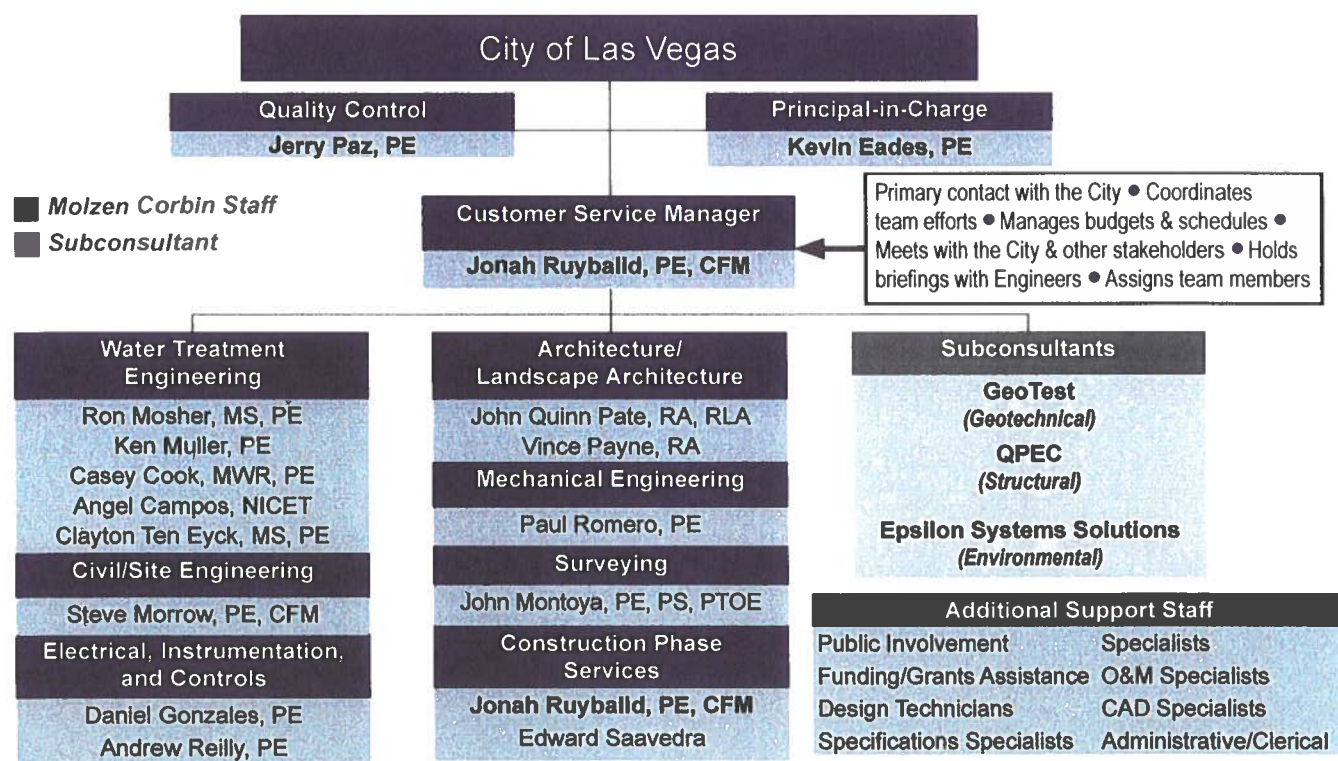 City of Las Vegas
Quality Control
Jerry Paz, PE
Principal-in-Charge
Kevin Eades, PE
Molzen Corbin Staff
Subconsultant
Customer Service Manager
Jonah Ruybalid, PE, CFM
Primary contact with the City ● Coordinates
team efforts ● Manages budgets & schedules ●
Meets with the City & other stakeholders ● Holds
briefings with Engineers ● Assigns team members
Water Treatment
Engineering
Ron Mosher, MS, PE
Ken Muller, PE
Casey Cook, MWR, PE
Angel Campos, NICET
Clayton Ten Eyck, MS, PE
Civil/Site Engineering
Steve Morrow, PE, CFM
Electrical, Instrumentation,
and Controls
Daniel Gonzales, PE
Andrew Reilly, PE
Architecture/
Landscape Architecture
John Quinn Pate, RA, RLA
Vince Payne, RA
Mechanical Engineering
Paul Romero, PE
Surveying
John Montoya, PE, PS, PTOE
Construction Phase
Services
Jonah Ruybalid, PE, CFM
Edward Saavedra
Subconsultants
GeoTest
(Geotechnical)
QPEC
(Structural)
Epsilon Systems Solutions
(Environmental)
Additional Support Staff
Public Involvement
Funding/Grants Assistance
Design Technicians
Specifications Specialists
Specialists
O&M Specialists
CAD Specialists
Administrative/Clerical